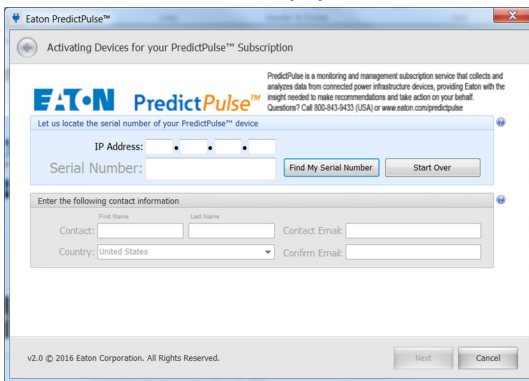 Eaton PredictPulse™
Activating Devices for your PredictPulse™ Subscription
EATON PredictPulse™
PredictPulse is a monitoring and management subscription service that collects and
analyzes data from connected power infrastructure devices, providing Eaton with the
insight needed to make recommendations and take action on your behalf.
Questions? Call 800-843-9433 (USA) or www.eaton.com/predictpulse
Let us locate the serial number of your PredictPulse™ device
IP Address:
Serial Number:
Find My Serial Number
Start Over
Enter the following contact information
First Name
Last Name
Contact:
Contact Email:
Country: United States
Confirm Email:
v2.0 © 2016 Eaton Corporation. All Rights Reserved.
Next
Cancel